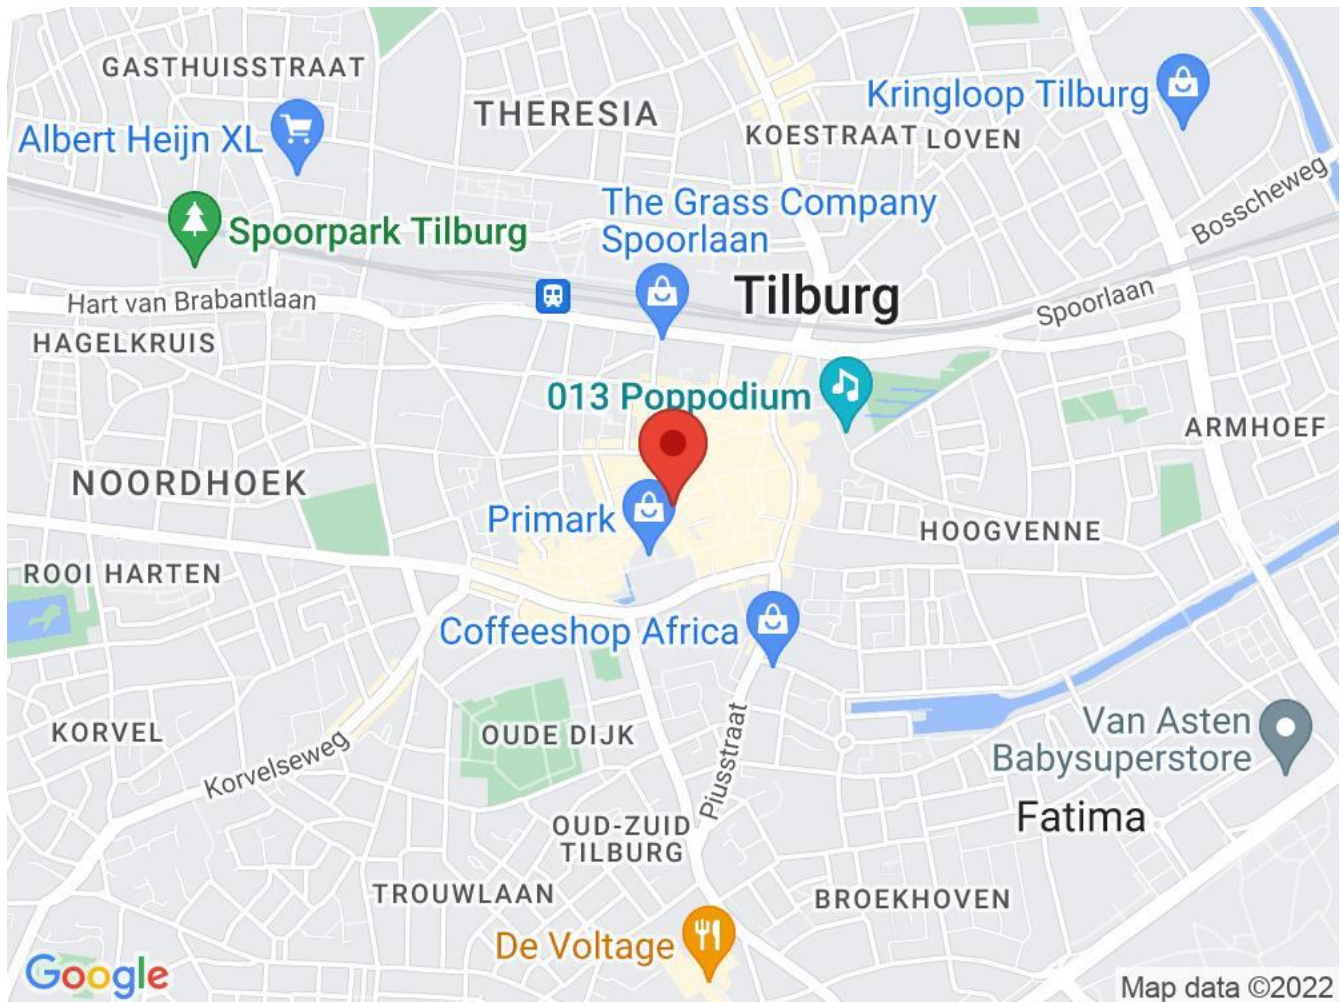 GASTHUISSTRAAT
THERESIA
Kringloop Tilburg
Albert Heijn XL
KOESTRAAT
LOVEN
Bosscheweg
The Grass Company
Spoorlaan
Spoorpark Tilburg
Hart van Brabantlaan
Tilburg
Spoorlaan
HAGELKRUIS
013 Poppodium
ARMHOEF
NOORDHOEK
Primark
HOOGVENNE
ROOI HARTEN
Coffeeshop Africa
KORVEL
Korvelseweg
OUDE DIJK
Piusstraat
Van Asten
Babysuperstore
Fatima
OUD-ZUID
TILBURG
TROUWLAAN
BROEKHOVEN
De Voltage
Google
Map data ©2022